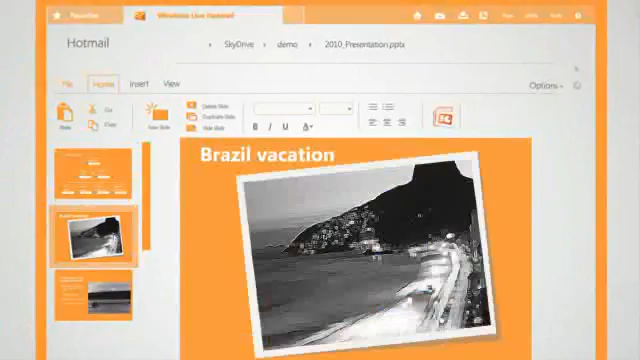 Favorites
Windows Live Hotmail
Hotmail
SkyDrive
demo
2010_Presentation.pptx
File
Home
Insert
View
Options
Paste
Cut
Copy
New Slide
Delete Slide
Duplicate Slide
Hide Slide
B I U A
Brazil vacation